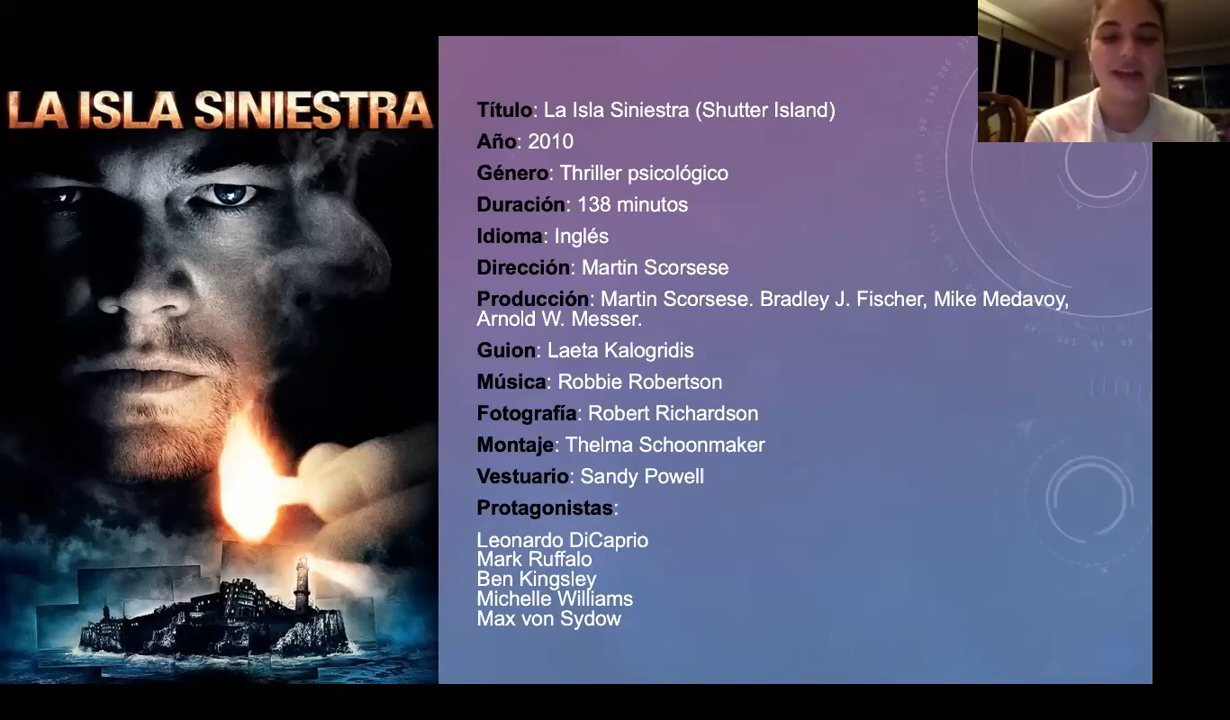 LA ISLA SINIESTRA
Título: La Isla Siniestra (Shutter Island)
Año: 2010
Género: Thriller psicológico
Duración: 138 minutos
Idioma: Inglés
Dirección: Martin Scorsese
Producción: Martin Scorsese. Bradley J. Fischer, Mike Medavoy,
Arnold W. Messer.
Guion: Laeta Kalogridis
Música: Robbie Robertson
Fotografía: Robert Richardson
Montaje: Thelma Schoonmaker
Vestuario: Sandy Powell
Protagonistas:
Leonardo DiCaprio
Mark Ruffalo
Ben Kingsley
Michelle Williams
Max von Sydow